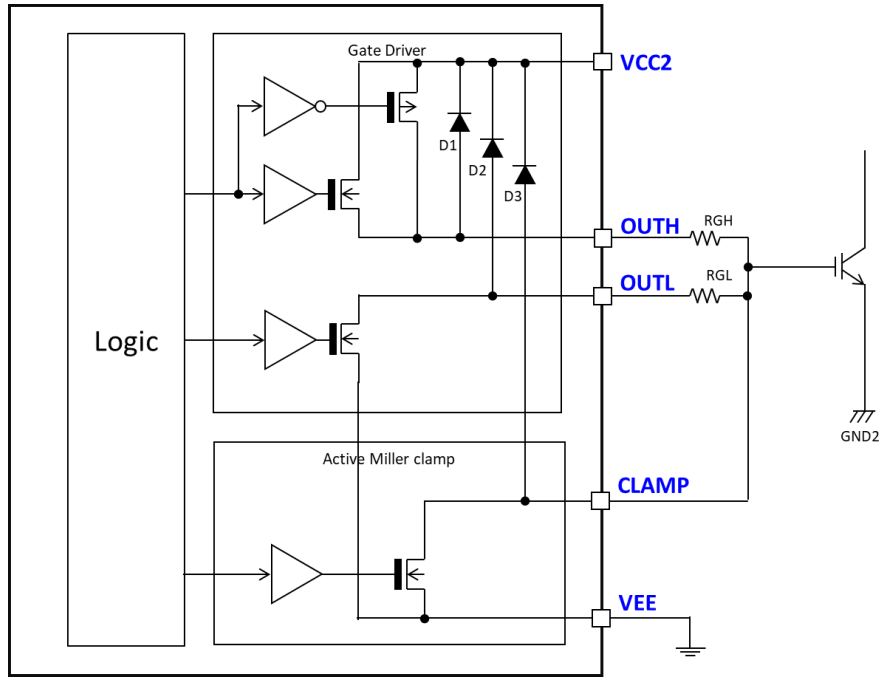 Gate Driver
VCC2
D1
D2
D3
OUTH
RGH
OUTL
RGL
Logic
GND2
Active Miller clamp
CLAMP
VEE